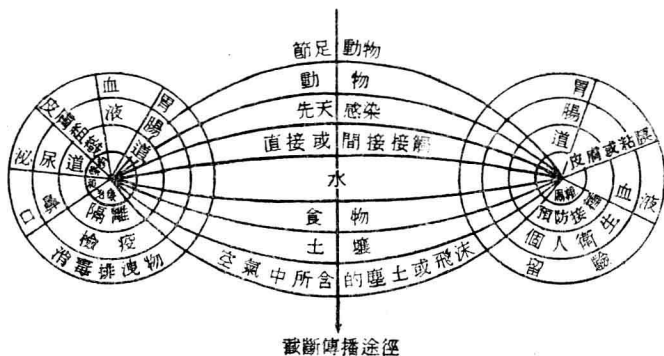 節足動物
動物
先天感染
直接或間接接觸
水
食物
土壤
空氣中所含的塵土或飛沫
截斷傳播途徑
血液
胃腸道
皮膚組織
泌尿道
鼻
口
隔離
檢疫
消毒排洩物
胃腸道
皮膚或粘膜
血液
預防接種
個人衛生
留驗